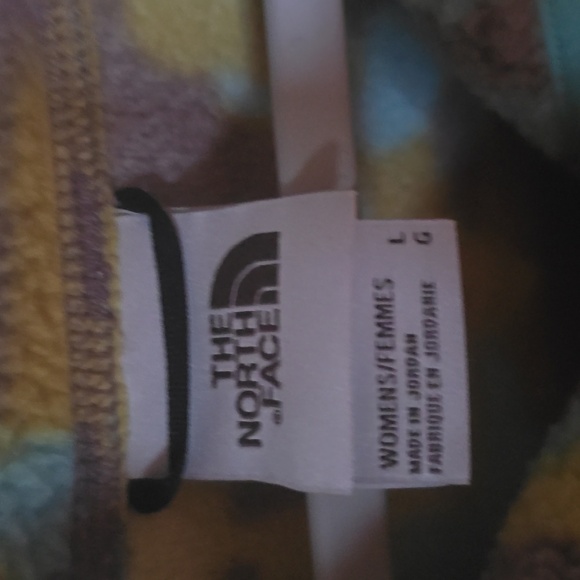 THE
NORTH
FACE
WOMENS/FEMMES L
MADE IN JORDAN G
FABRIQUE EN JORDANIE